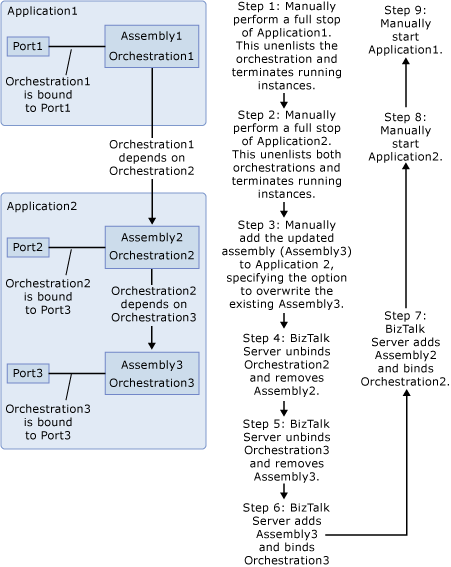 Application1
Port1
Assembly1
Orchestration1
Orchestration1
is bound
to Port1
Orchestration1
depends on
Orchestration2
Application2
Port2
Assembly2
Orchestration2
Orchestration2
is bound
to Port3
Orchestration2
depends on
Orchestration3
Port3
Assembly3
Orchestration3
Orchestration3
is bound
to Port3
Step 1: Manually
perform a full stop
of Application1.
This unenlists the
orchestration and
terminates running
instances.
Step 2: Manually
perform a full stop
of Application2.
This unenlists both
orchestrations and
terminates running
instances.
Step 3: Manually
add the updated
assembly (Assembly3)
to Application 2,
specifying the option
to overwrite the
existing Assembly3.
Step 4: BizTalk
Server unbinds
Orchestration2
and removes
Assembly2.
Step 5: BizTalk
Server unbinds
Orchestration3
and removes
Assembly3.
Step 6: BizTalk
Server adds
Assembly3
and binds
Orchestration3
Step 7:
BizTalk
Server adds
Assembly2
and binds
Orchestration2.
Step 8:
Manually
start
Application2.
Step 9:
Manually
start
Application1.